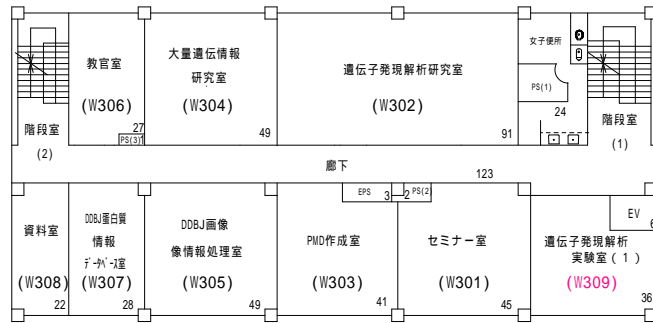 教官室
(W306)
27
PS(3)1
大量遺伝情報
研究室
(W304)
49
遺伝子発現解析研究室
(W302)
91
女子便所
PS(1)
24
階段室
(2)
階段室
(1)
廊下
123
EPS
3
2
PS(2)
資料室
(W308)
22
DDBJ蛋白質
情報
ﾃﾞｰﾀﾍﾞｰｽ室
(W307)
28
DDBJ画像
像情報処理室
(W305)
49
PMD作成室
(W303)
41
セミナー室
(W301)
45
EV
6
遺伝子発現解析
実験室(1)
(W309)
36